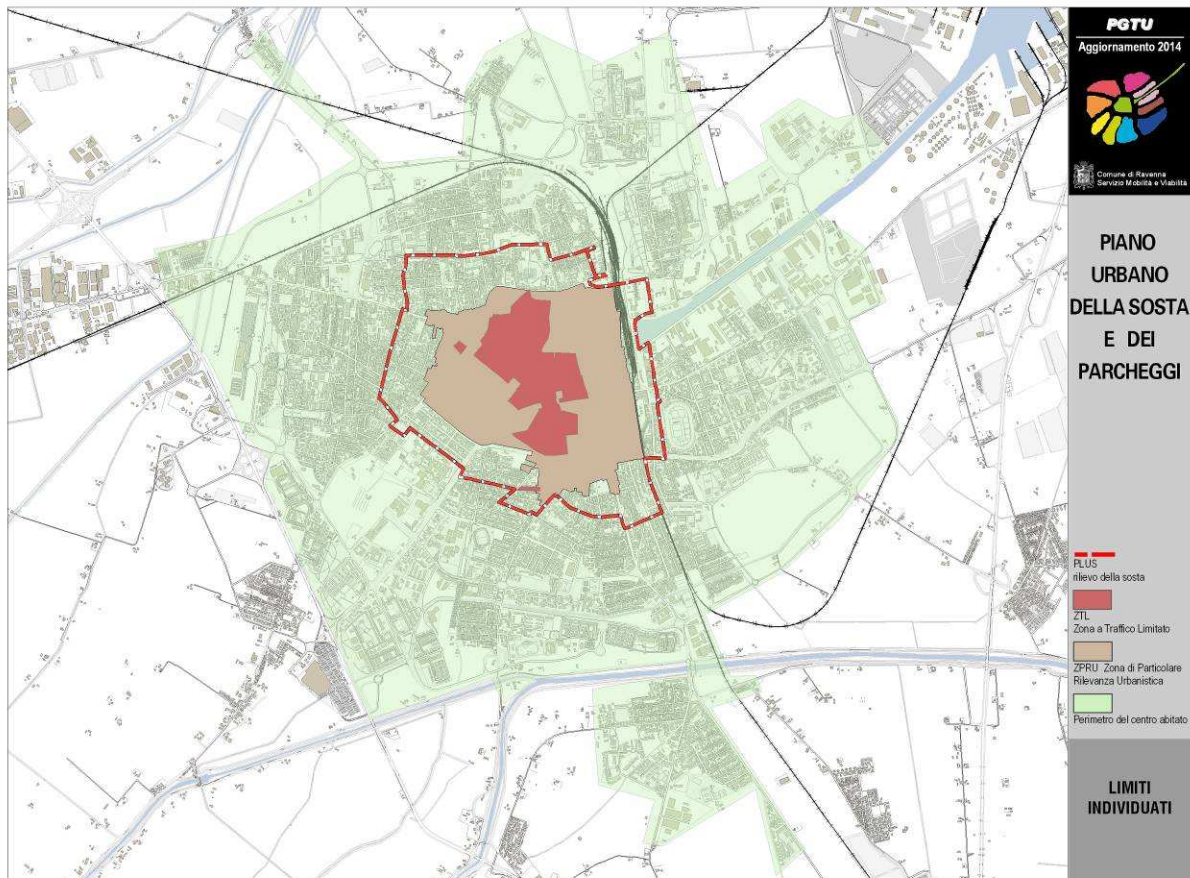 PGTU
Aggiornamento 2014
Comune di Ravenna
Servizio Mobilità e Viabilità
PIANO
URBANO
DELLA SOSTA
E DEI
PARCHEGGI
PLUS
rilievo della sosta
ZTL
Zona a Traffico Limitato
ZPRU Zona di Particolare
Rilevanza Urbanistica
Perimetro del centro abitato
LIMITI
INDIVIDUATI